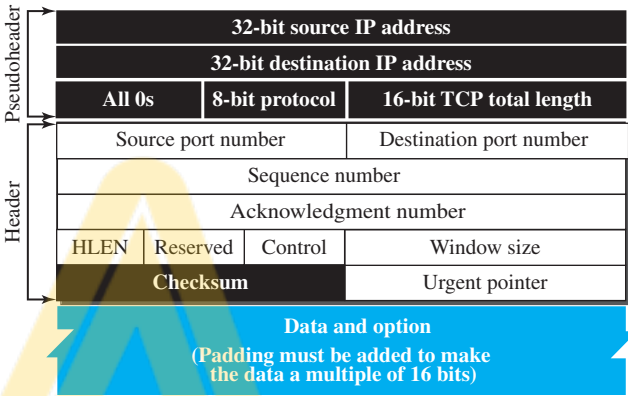 Pseudoheader
32-bit source IP address
32-bit destination IP address
All 0s 8-bit protocol 16-bit TCP total length
Header
Source port number Destination port number
Sequence number
Acknowledgment number
HLEN Reserved Control Window size
Checksum Urgent pointer
Data and option
(Padding must be added to make
the data a multiple of 16 bits)